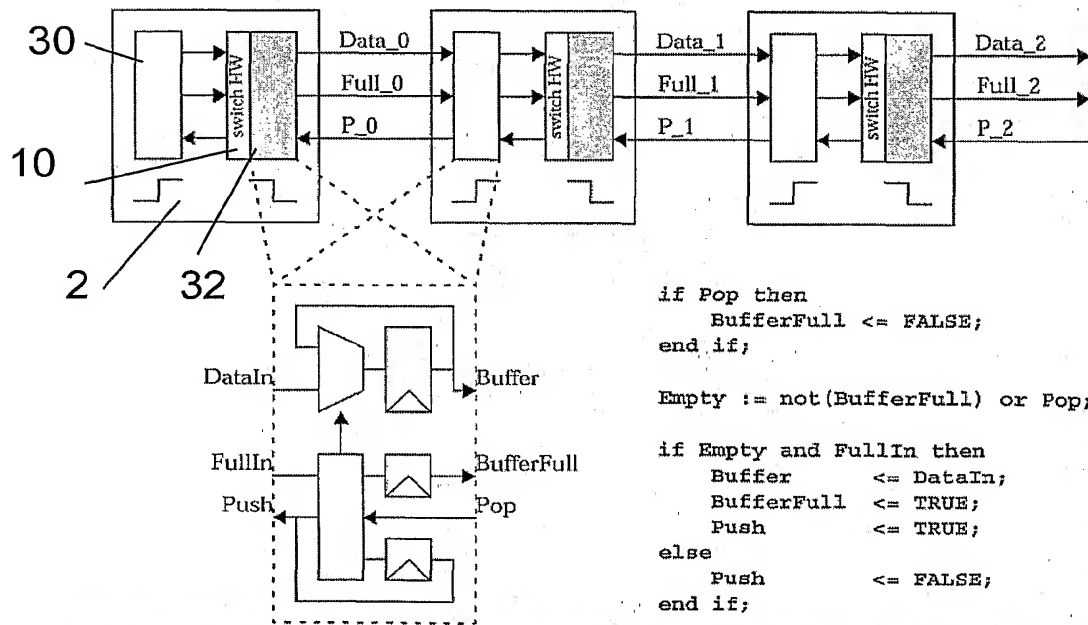 30
switch HW
Data_0
Full_0
P_0
switch HW
Data_1
Full_1
P_1
switch HW
Data_2
Full_2
P_2
10
2
32
DataIn
Buffer
FullIn
BufferFull
Push
Pop
if Pop then
BufferFull <= FALSE;
end if;
Empty := not(BufferFull) or Pop;
if Empty and FullIn then
Buffer <= DataIn;
BufferFull <= TRUE;
Push <= TRUE;
else
Push <= FALSE;
end if;